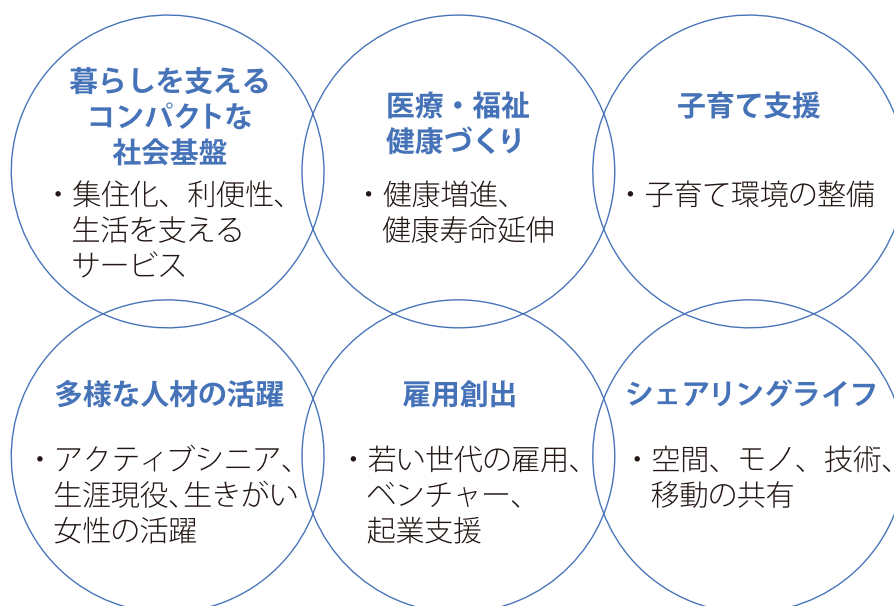 暮らしを支える
コンパクトな
社会基盤
・集住化、利便性、
生活を支える
サービス
医療・福祉
健康づくり
・健康増進、
健康寿命延伸
子育て支援
・子育て環境の整備
多様な人材の活躍
・アクティブシニア、
生涯現役、生きがい
女性の活躍
雇用創出
・若い世代の雇用、
ベンチャー、
起業支援
シェアリングライフ
・空間、モノ、技術、
移動の共有